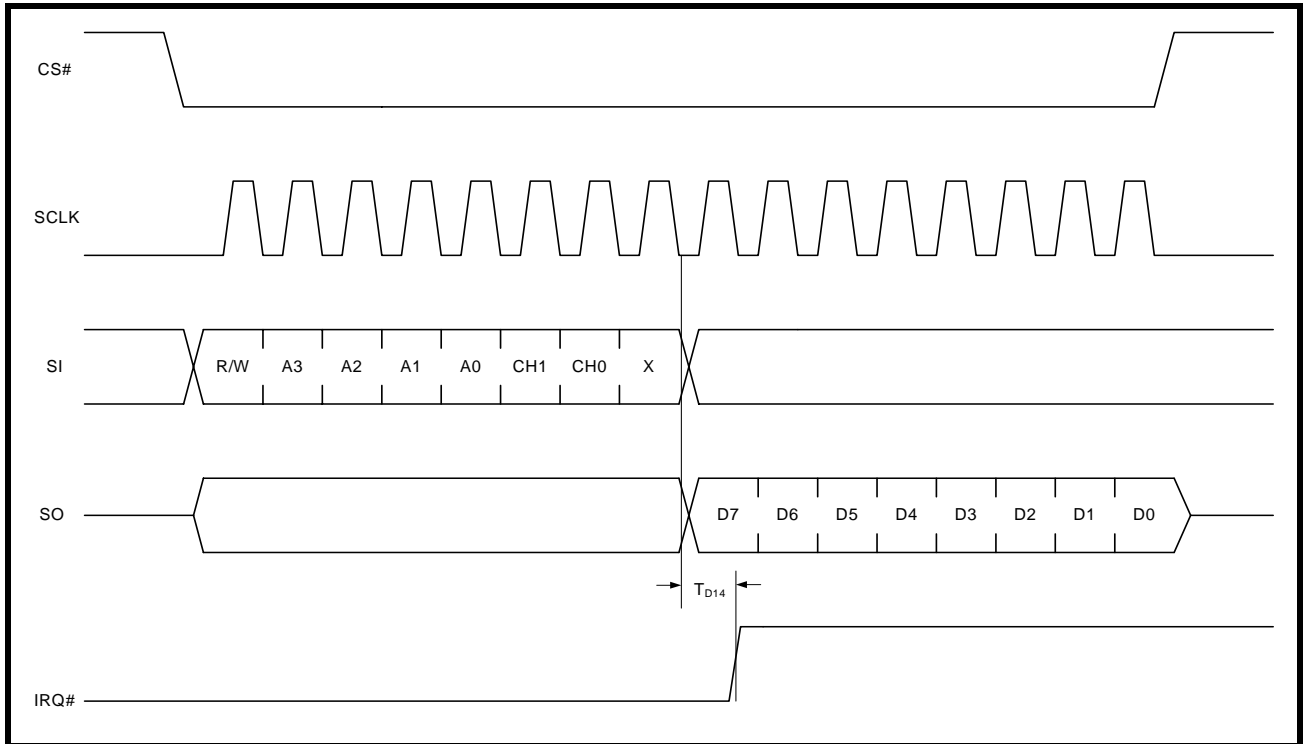 CS#
SCLK
SI R/W A3 A2 A1 A0 CH1 CH0 X
SO D7 D6 D5 D4 D3 D2 D1 D0
TD14
IRQ#